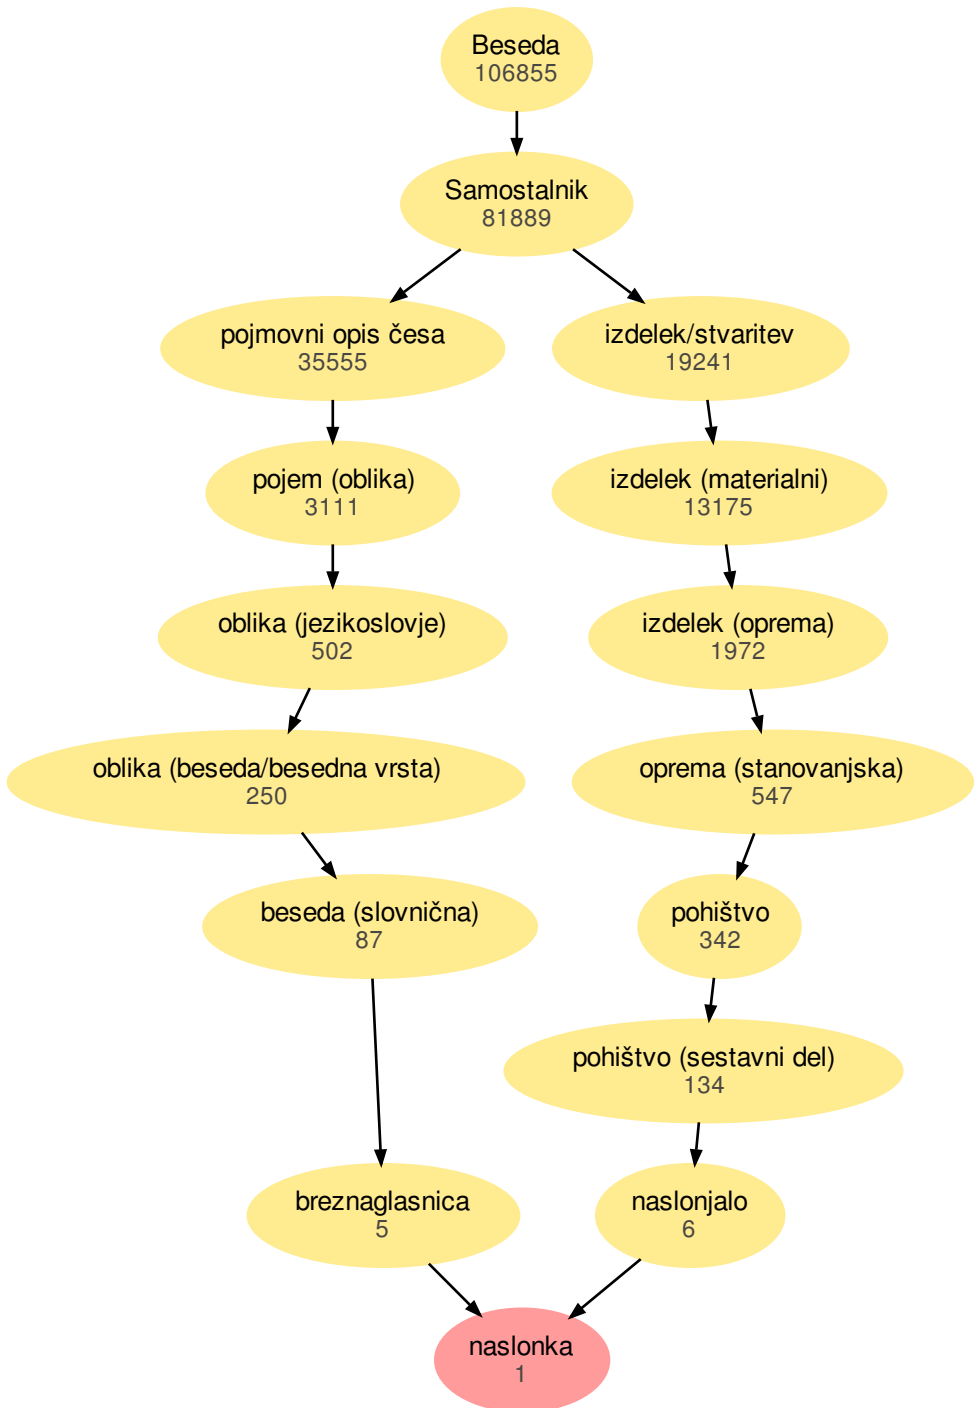 Beseda
106855
Samostalnik
81889
pojmovni opis česa
35555
izdelek/stvaritev
19241
pojem (oblika)
3111
izdelek (materialni)
13175
oblika (jezikoslovje)
502
izdelek (oprema)
1972
oblika (beseda/besedna vrsta)
250
oprema (stanovanjska)
547
beseda (slovnična)
87
pohištvo
342
pohištvo (sestavni del)
134
breznaglasnica
5
naslonjalo
6
naslonka
1